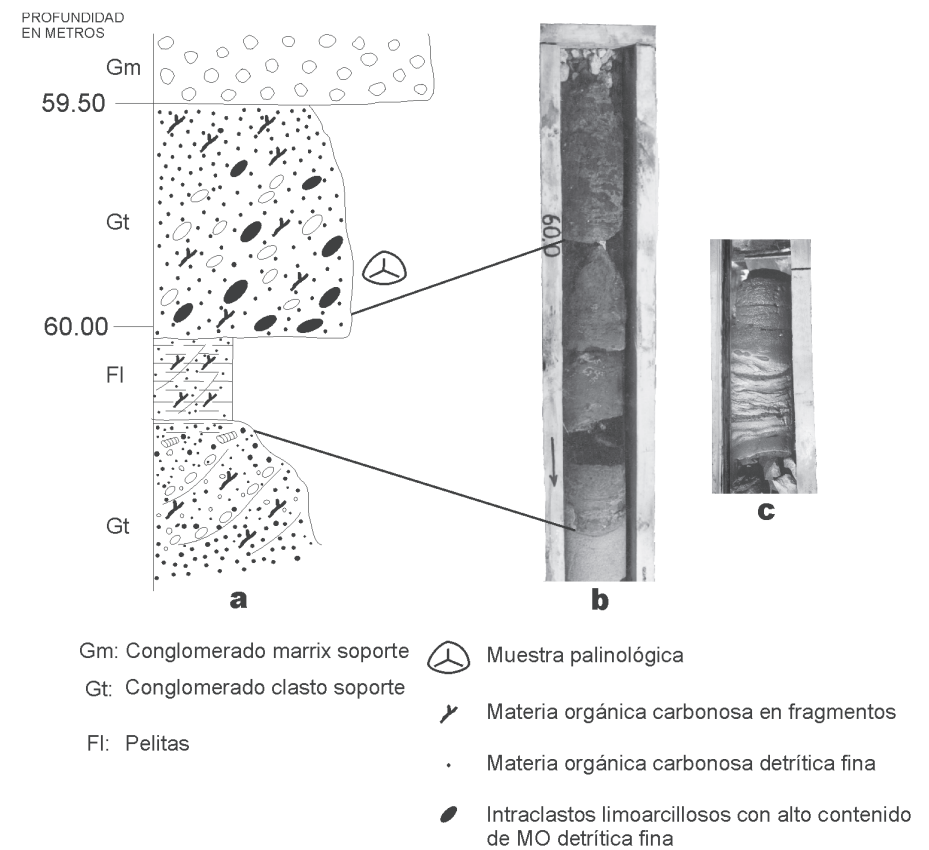 PROFUNDIDAD
EN METROS
Gm
59.50
Gt
60.00
Fl
Gt
a
60,0
b
c
Gm: Conglomerado marrix soporte
Gt: Conglomerado clasto soporte
Fl: Pelitas
Muestra palinológica
Materia orgánica carbonosa en fragmentos
Materia orgánica carbonosa detrítica fina
Intraclastos limoarcillosos con alto contenido
de MO detrítica fina